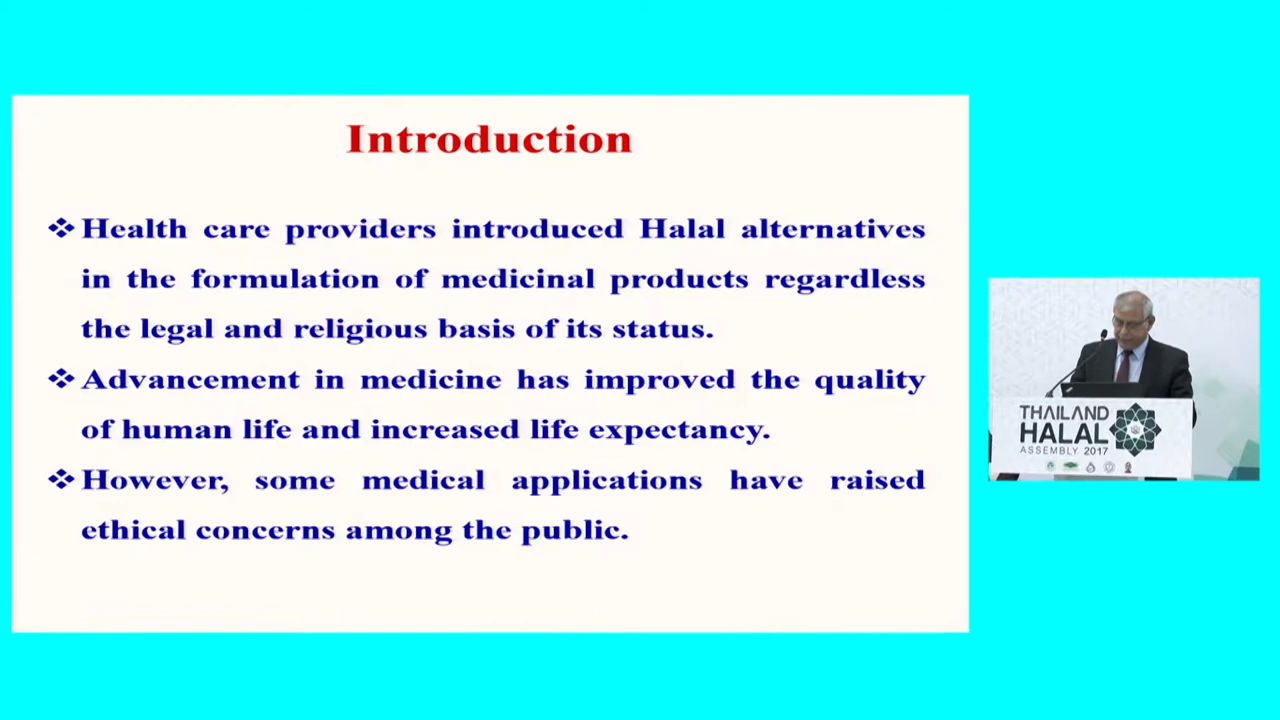 Introduction
❖ Health care providers introduced Halal alternatives
in the formulation of medicinal products regardless
the legal and religious basis of its status.
❖ Advancement in medicine has improved the quality
of human life and increased life expectancy.
❖ However, some medical applications have raised
ethical concerns among the public.
THAILAND
HALAL
ASSEMBLY 2017